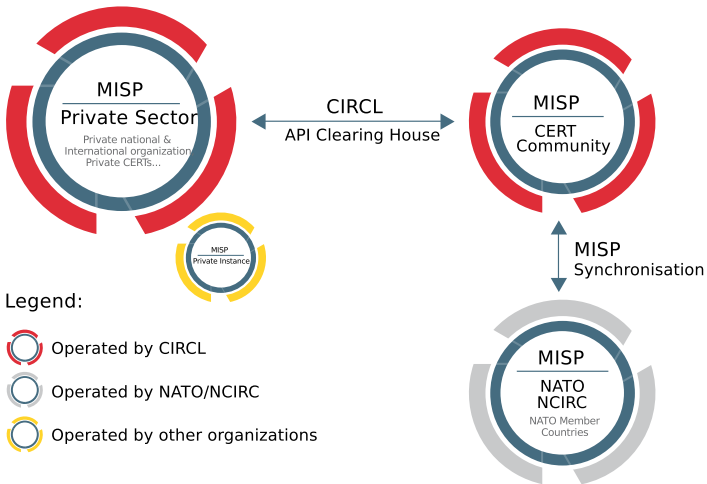 MISP
Private Sector
Private national &
International organization
Private CERTs...
CIRCL
API Clearing House
MISP
CERT
Community
MISP
Private Instance
MISP
Synchronisation
Legend:
Operated by CIRCL
Operated by NATO/NCIRC
Operated by other organizations
MISP
NATO
NCIRC
NATO Member
Countries